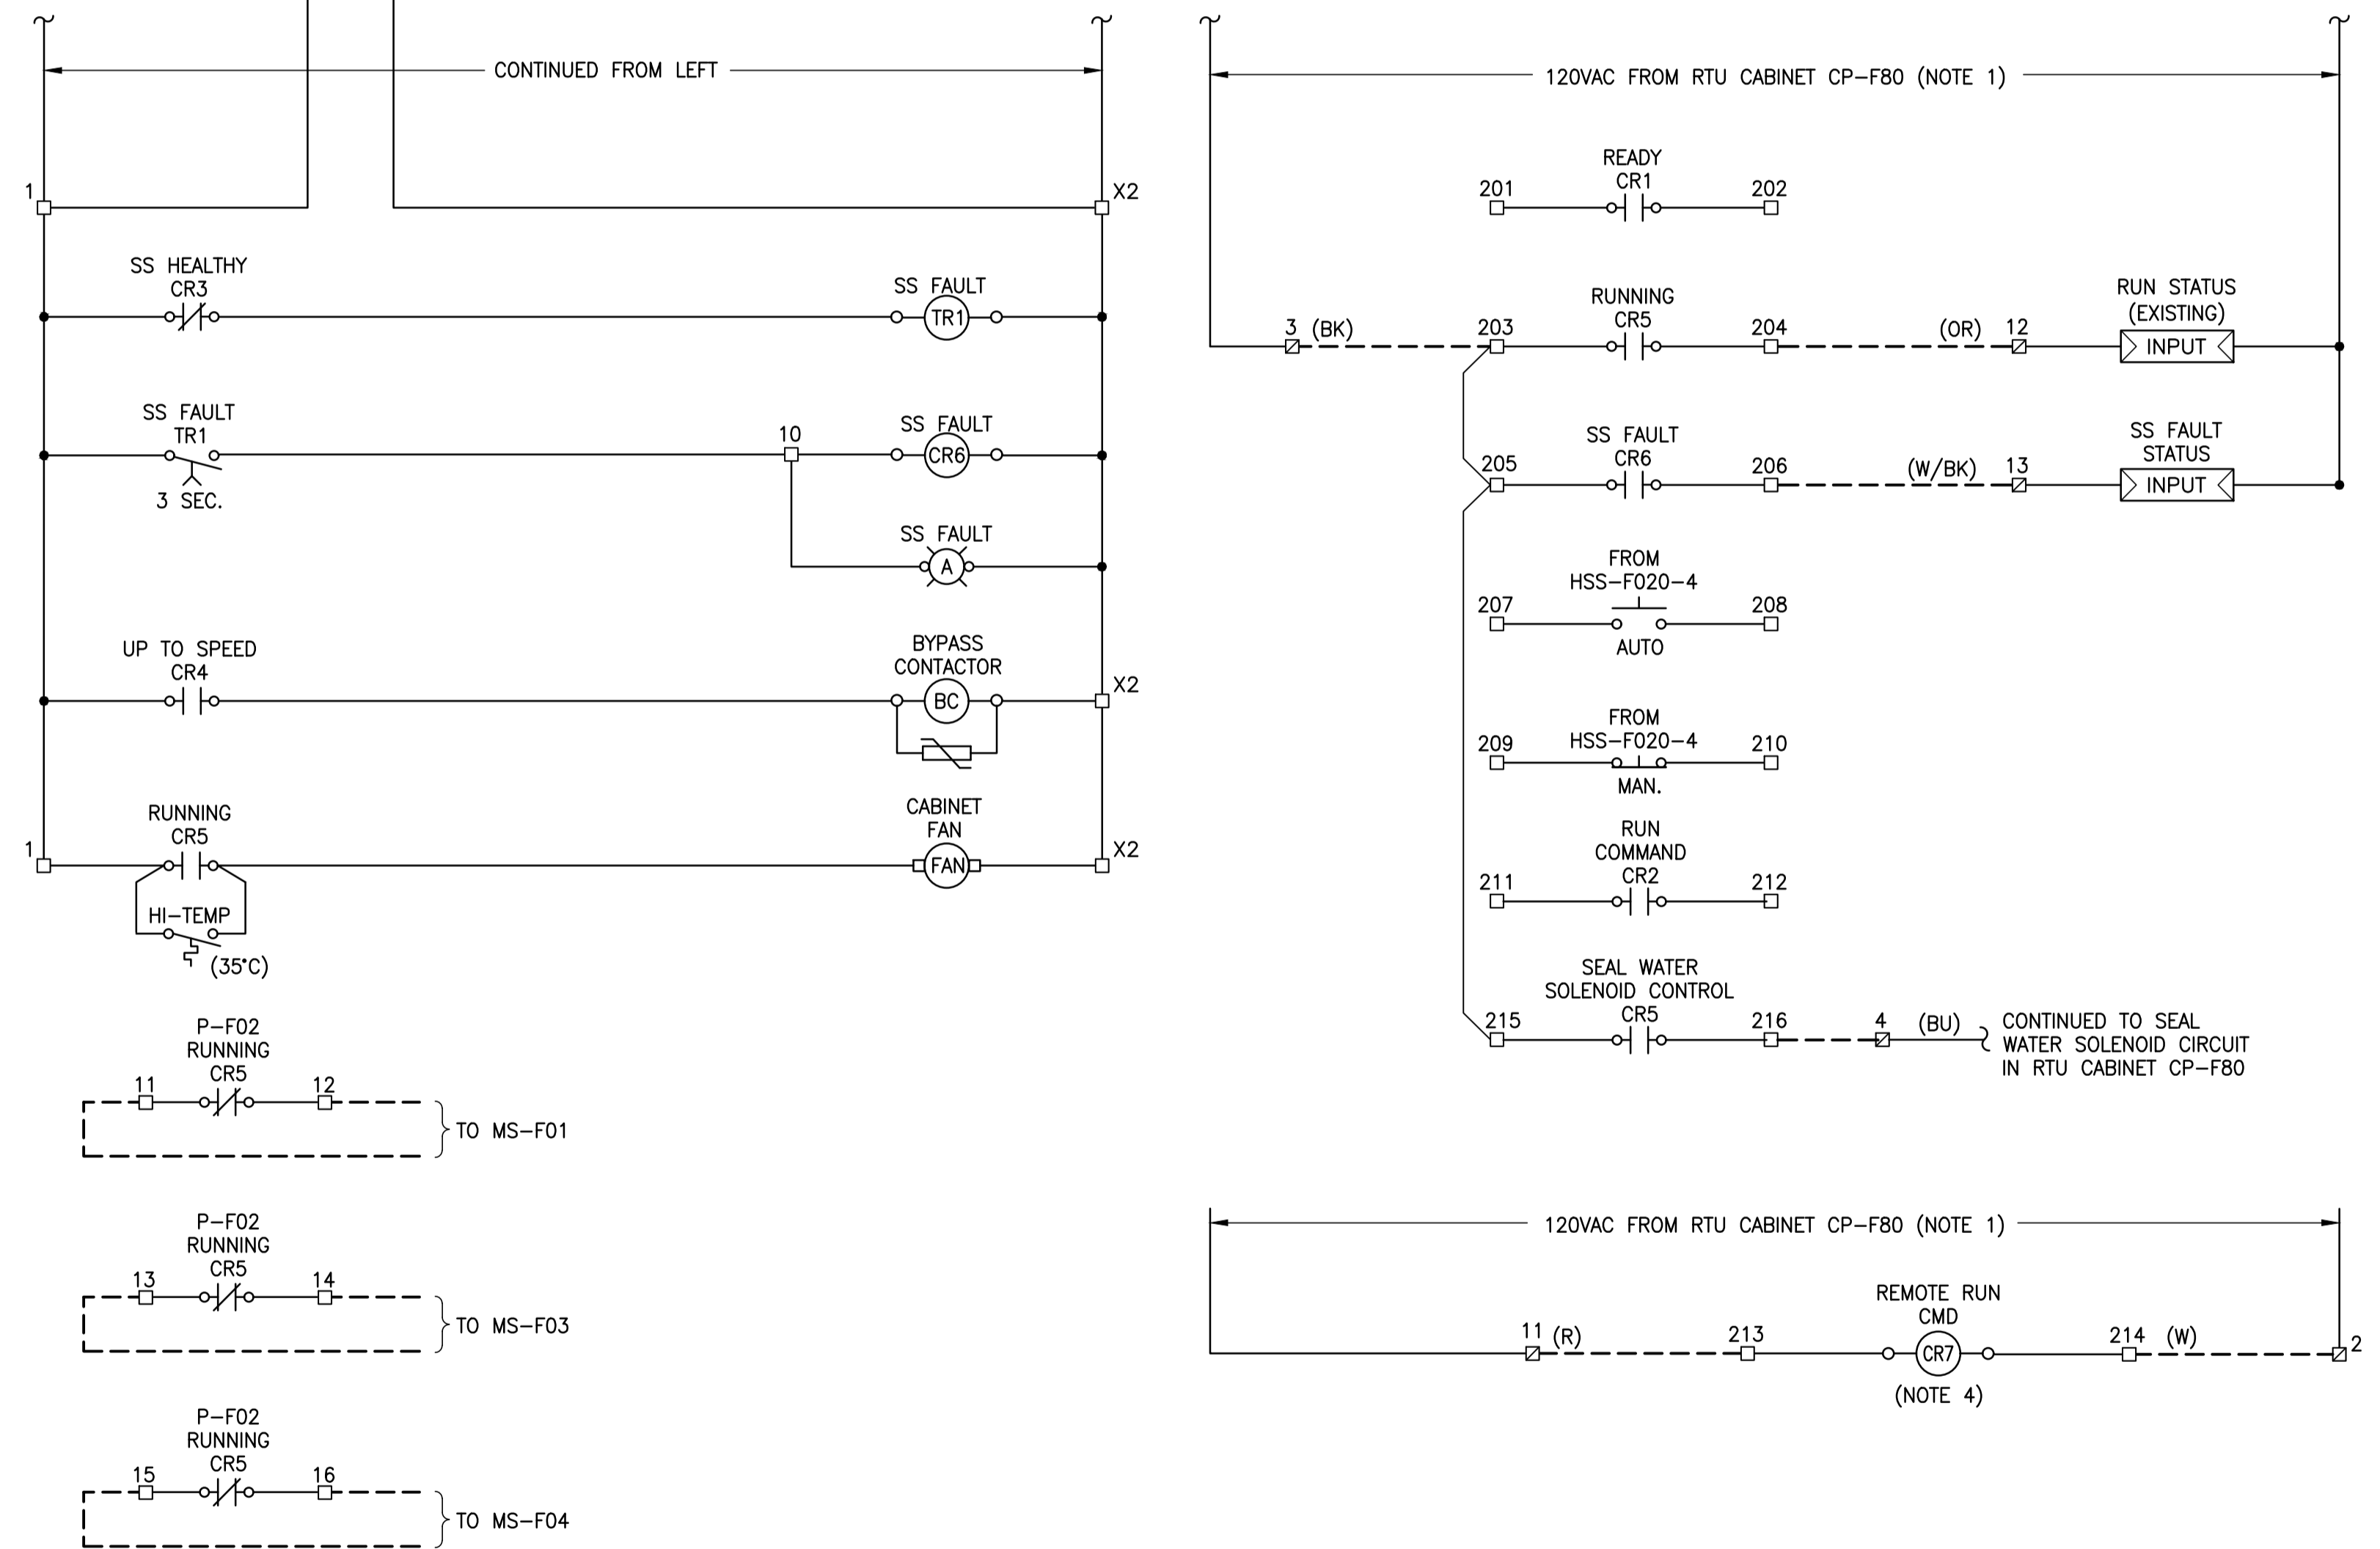 CONTINUED FROM LEFT
1
X2
SS HEALTHY
CR3
SS FAULT
TR1
SS FAULT
TR1
3 SEC.
10
SS FAULT
CR6
SS FAULT
A
UP TO SPEED
CR4
BYPASS
CONTACTOR
BC
X2
RUNNING
CR5
1
CABINET
FAN
FAN
X2
HI-TEMP
(35°C)
P-F02
RUNNING
CR5
11
12
TO MS-F01
P-F02
RUNNING
CR5
13
14
TO MS-F03
P-F02
RUNNING
CR5
15
16
TO MS-F04
120VAC FROM RTU CABINET CP-F80 (NOTE 1)
READY
CR1
201
202
RUNNING
CR5
3 (BK)
203
204
(OR) 12
RUN STATUS
(EXISTING)
INPUT
SS FAULT
CR6
205
206
(W/BK) 13
SS FAULT
STATUS
INPUT
FROM
HSS-F020-4
207
208
AUTO
FROM
HSS-F020-4
209
210
MAN.
RUN
COMMAND
CR2
211
212
SEAL WATER
SOLENOID CONTROL
CR5
215
216
4 (BU)
CONTINUED TO SEAL
WATER SOLENOID CIRCUIT
IN RTU CABINET CP-F80
120VAC FROM RTU CABINET CP-F80 (NOTE 1)
REMOTE RUN
CMD
11 (R)
213
CR7
214 (W)
2
(NOTE 4)